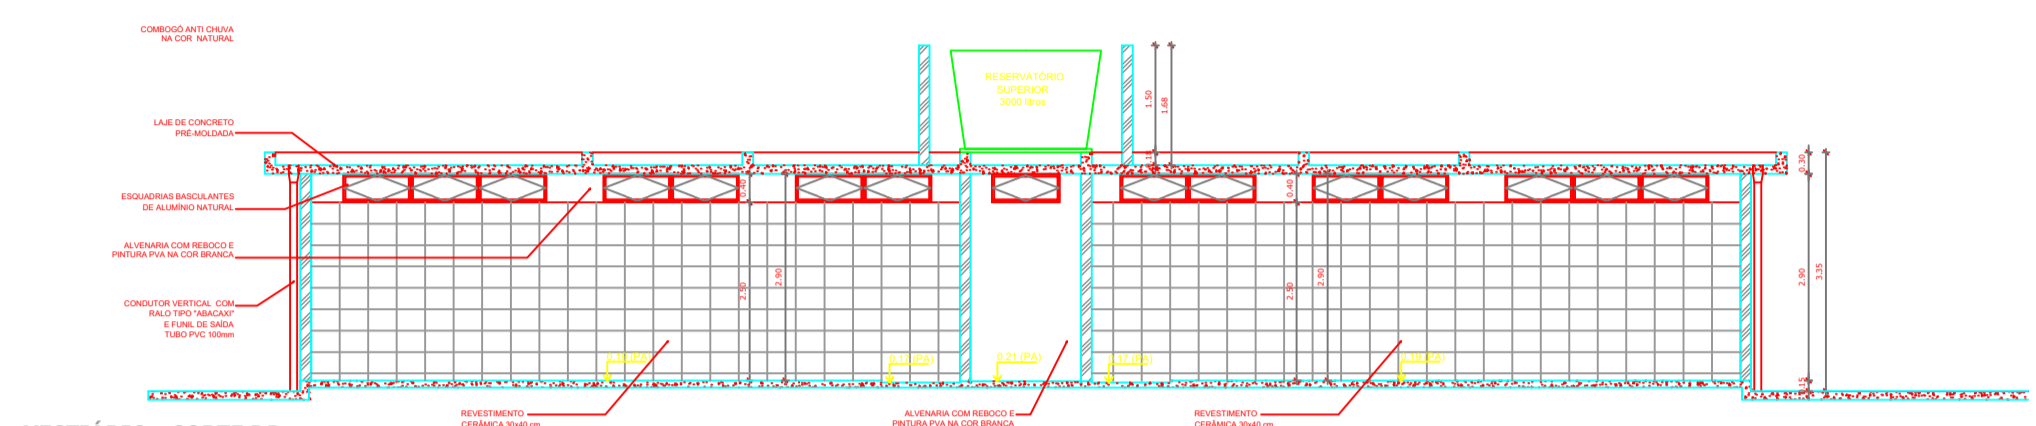 COMBOGÓ ANTI CHUVA
NA COR NATURAL
RESERVATÓRIO
SUPERIOR
3000 litros
1.50
1.68
LAJE DE CONCRETO
PRÉ-MOLDADA
0.30
ESQUADRIAS BASCULANTES
DE ALUMÍNIO NATURAL
0.40
0.40
ALVENARIA COM REBOCO E
PINTURA PVA NA COR BRANCA
2.50
2.90
2.50
2.90
2.90
3.35
CONDUTOR VERTICAL COM
RALO TIPO "ABACAXI"
E FUNIL DE SAÍDA
TUBO PVC 100mm
0.17 (PA)
0.21 (PA)
0.17 (PA)
0.15
REVESTIMENTO
CERÂMICA 30x40 cm
ALVENARIA COM REBOCO E
PINTURA PVA NA COR BRANCA
REVESTIMENTO
CERÂMICA 30x40 cm